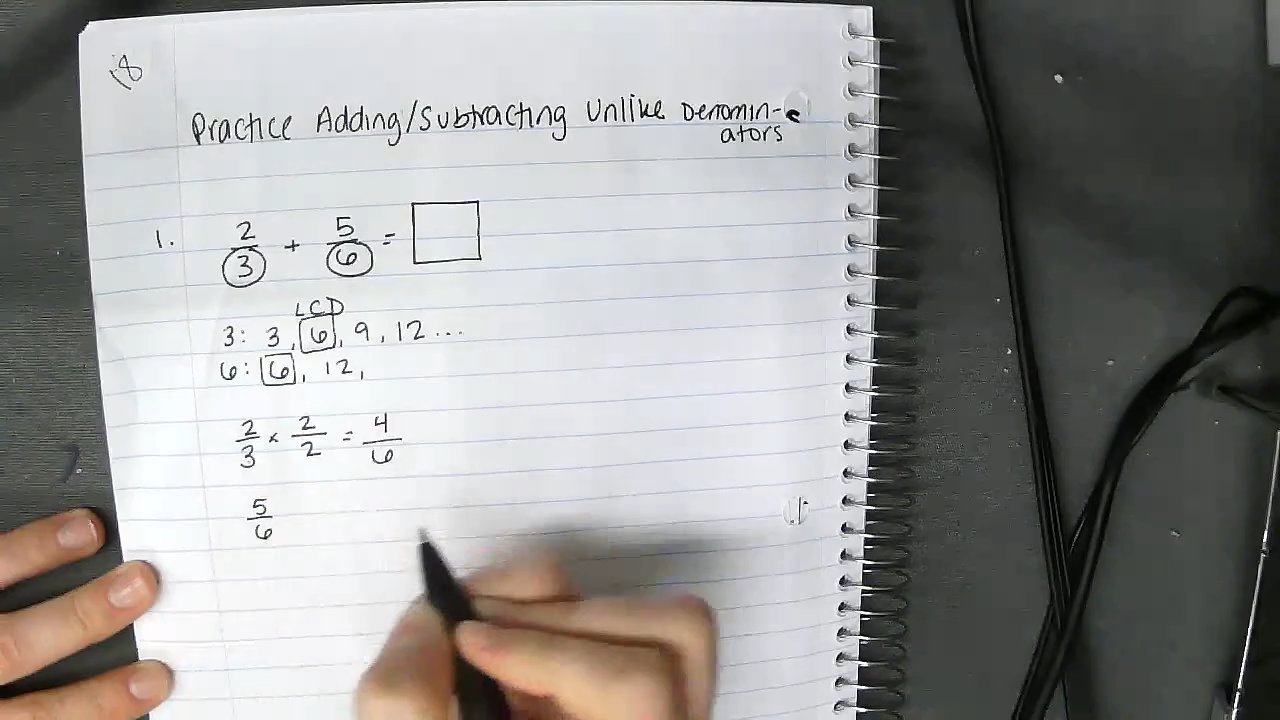 18
Practice Adding/Subtracting Unlike Denomin-
ators
1. 2/3 + 5/6 =
LCD
3: 3, 6, 9, 12...
6: 6, 12,
2/3 × 2/2 = 4/6
5/6